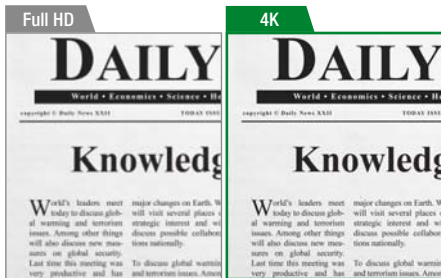 Full HD
DAILY
World • Economics • Science • He
copyright © Daily News XXII TODAY ISSU
Knowledg
World's leaders meet
today to discuss glob-
al warming and terrorism
issues. Among other things
will also discuss new meas-
ures on global security.
Last time this meeting was
very productive and has
major changes on Earth. W
will visit several places
strategic interest and wi
discuss possible collabor
tions nationally.
To discuss global warmin
and terrorism issues. Amon
4K
DAILY
World • Economics • Science • He
copyright © Daily News XXII TODAY ISSU
Knowledg
World's leaders meet
today to discuss glob-
al warming and terrorism
issues. Among other things
will also discuss new meas-
ures on global security.
Last time this meeting was
very productive and has
major changes on Earth. W
will visit several places
strategic interest and wi
discuss possible collabor
tions nationally.
To discuss global warmin
and terrorism issues. Amon